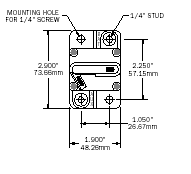 MOUNTING HOLE
FOR 1/4" SCREW
1/4" STUD
2.900"
73.66mm
2.250"
57.15mm
1.050"
26.67mm
1.900"
48.26mm